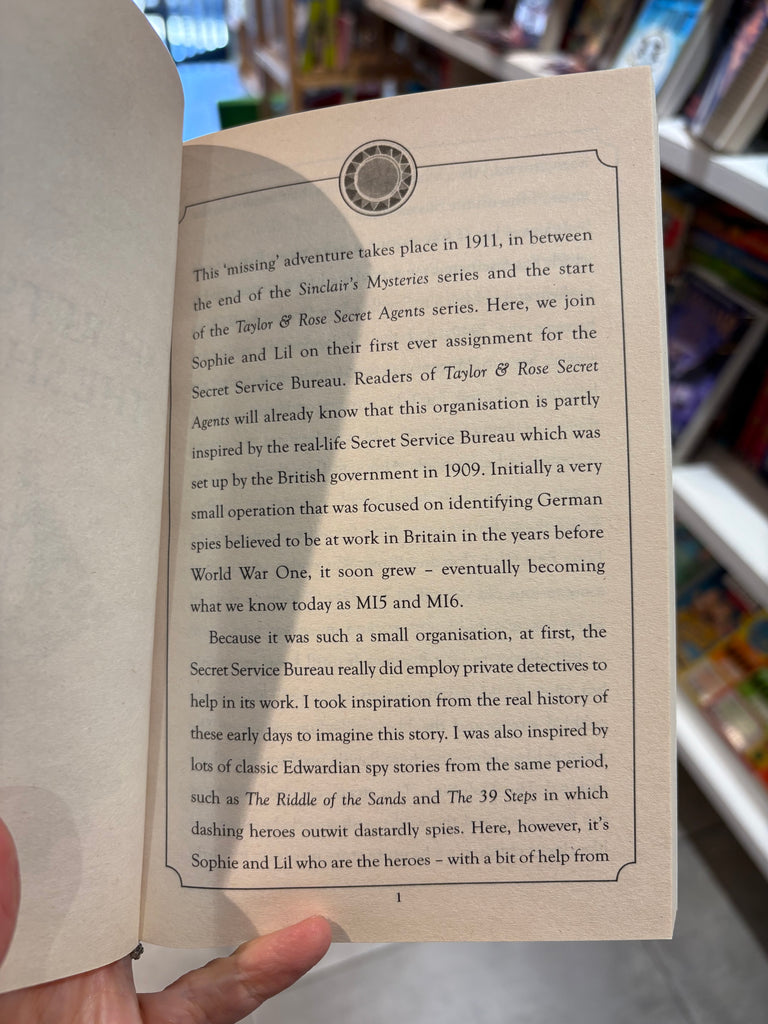 This ‘missing’ adventure takes place in 1911, in between
the end of the Sinclair’s Mysteries series and the start
of the Taylor & Rose Secret Agents series. Here, we join
Sophie and Lil on their first ever assignment for the
Secret Service Bureau. Readers of Taylor & Rose Secret
Agents will already know that this organisation is partly
inspired by the real-life Secret Service Bureau which was
set up by the British government in 1909. Initially a very
small operation that was focused on identifying German
spies believed to be at work in Britain in the years before
World War One, it soon grew – eventually becoming
what we know today as MI5 and MI6.
Because it was such a small organisation, at first, the
Secret Service Bureau really did employ private detectives to
help in its work. I took inspiration from the real history of
these early days to imagine this story. I was also inspired by
lots of classic Edwardian spy stories from the same period,
such as The Riddle of the Sands and The 39 Steps in which
dashing heroes outwit dastardly spies. Here, however, it’s
Sophie and Lil who are the heroes – with a bit of help from
1